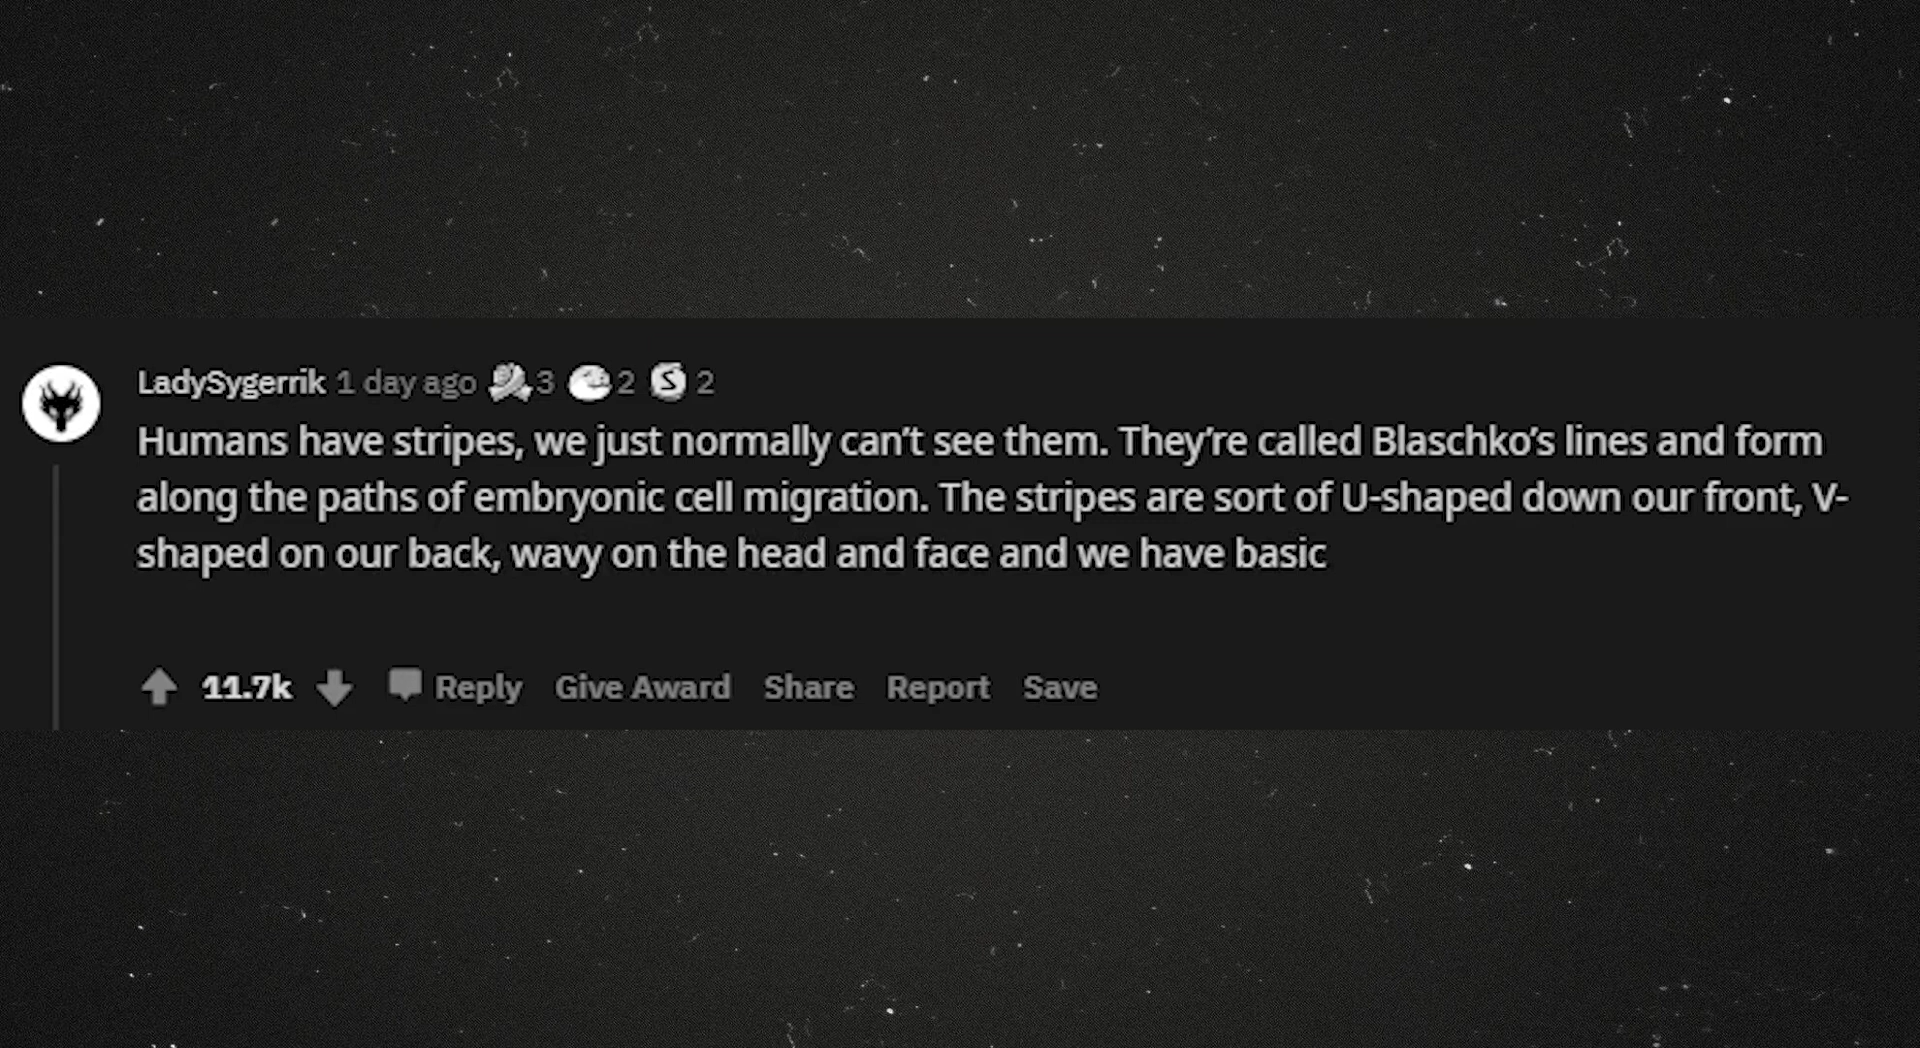 LadySygerrik 1 day ago 3 2 2
Humans have stripes, we just normally can't see them. They're called Blaschko's lines and form
along the paths of embryonic cell migration. The stripes are sort of U-shaped down our front, V-
shaped on our back, wavy on the head and face and we have basic
11.7k Reply Give Award Share Report Save